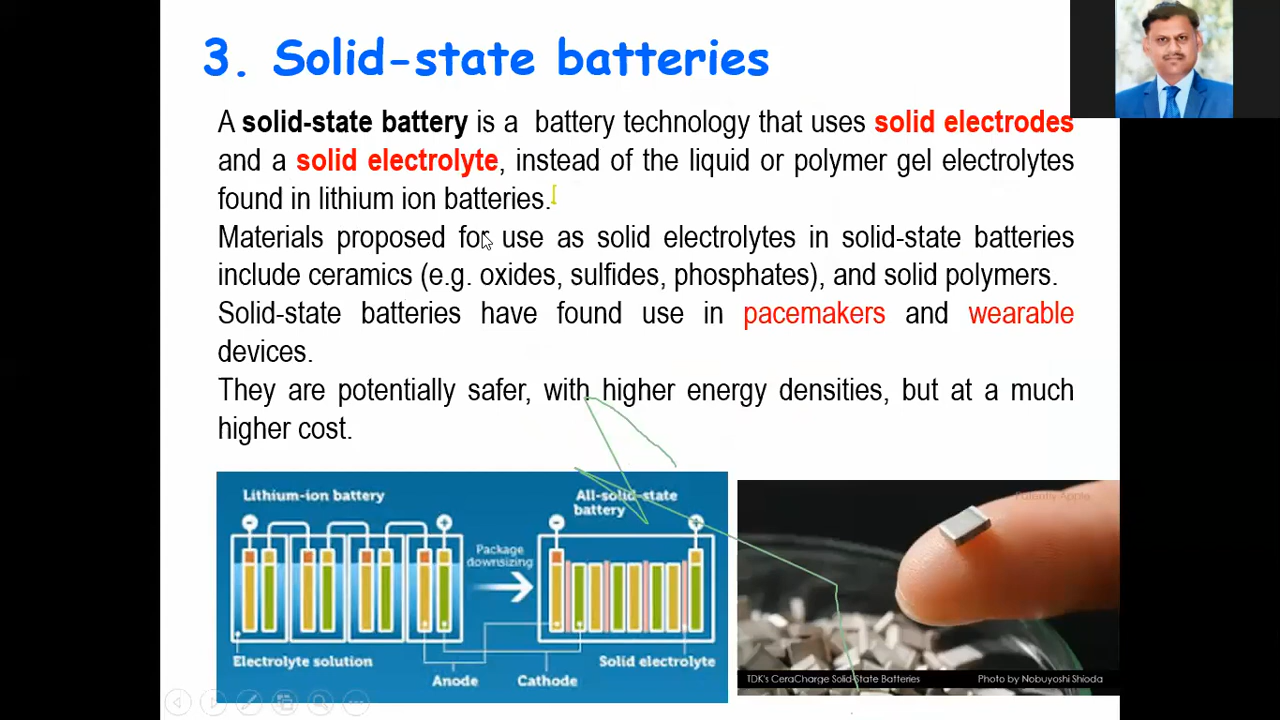 3. Solid-state batteries
A solid-state battery is a battery technology that uses solid electrodes
and a solid electrolyte, instead of the liquid or polymer gel electrolytes
found in lithium ion batteries.
Materials proposed for use as solid electrolytes in solid-state batteries
include ceramics (e.g. oxides, sulfides, phosphates), and solid polymers.
Solid-state batteries have found use in pacemakers and wearable
devices.
They are potentially safer, with higher energy densities, but at a much
higher cost.
Lithium-ion battery
All-solid-state
battery
Package
downsizing
Electrolyte solution
Anode
Cathode
Solid electrolyte
Patently Apple
TDK's CeraCharge Solid-State Batteries
Photo by Nobuyoshi Shioda